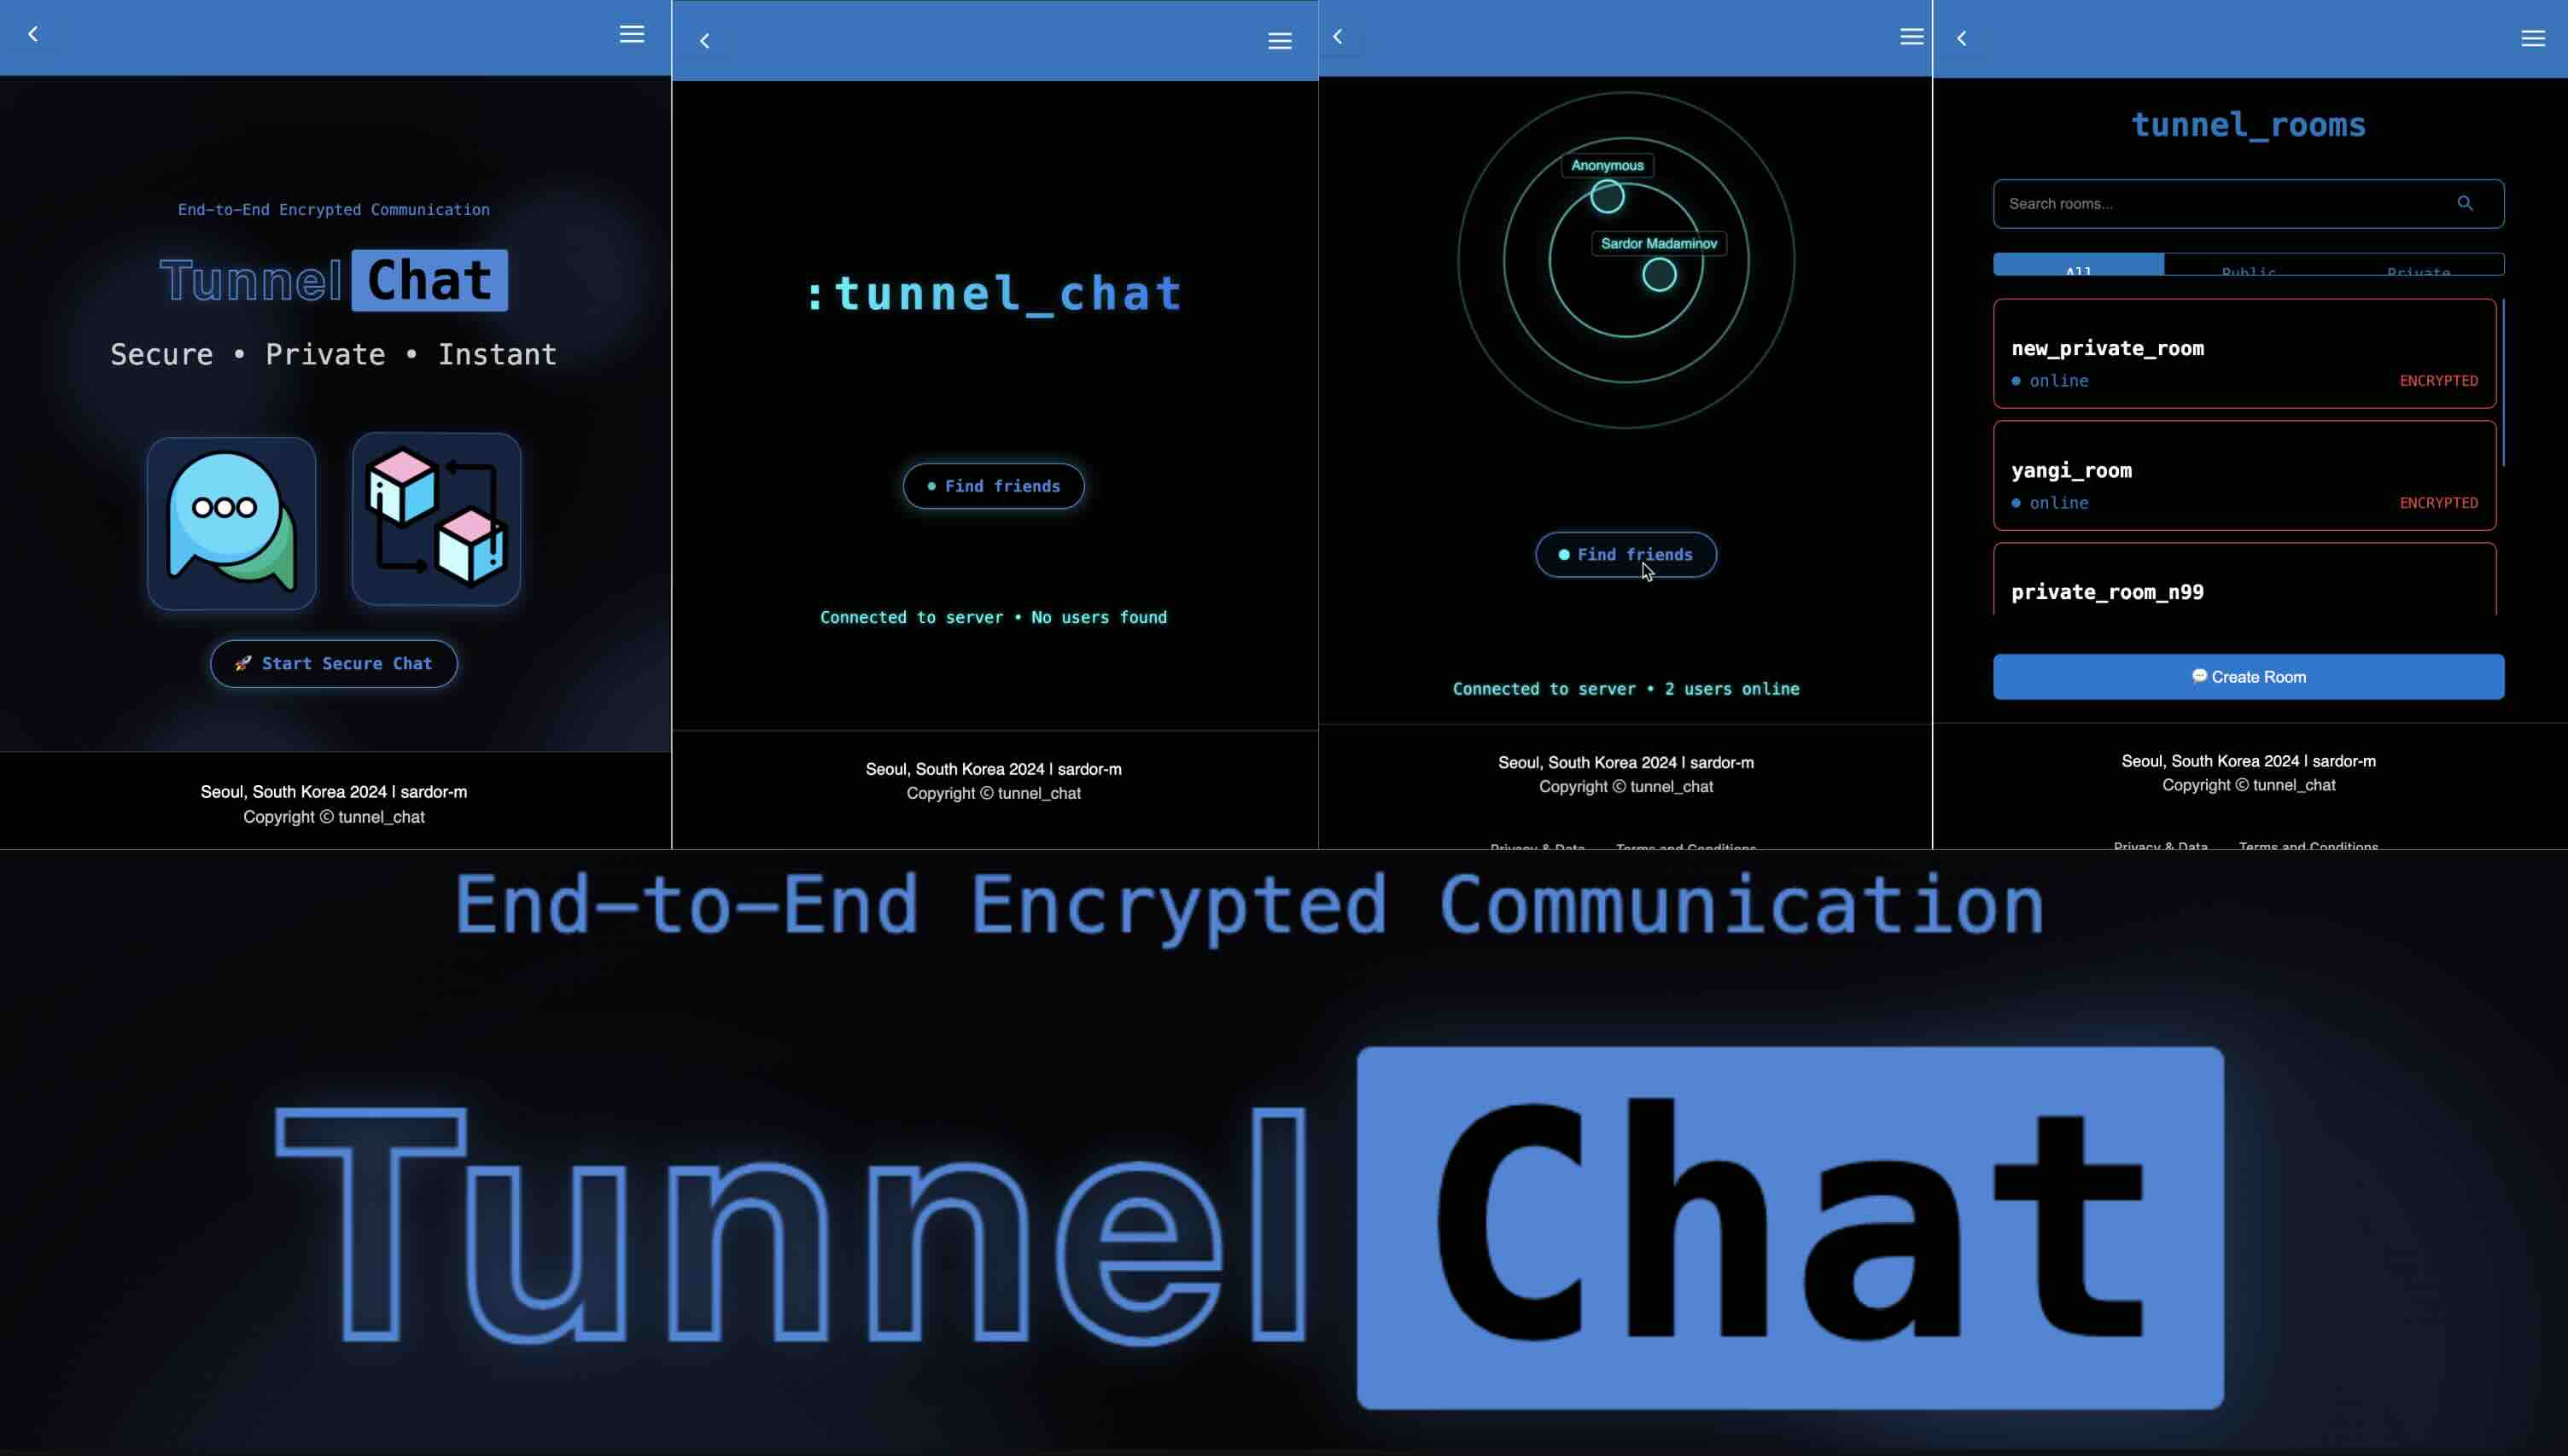 End-to-End Encrypted Communication
Tunnel Chat
Secure • Private • Instant
🚀 Start Secure Chat
Seoul, South Korea 2024 | sardor-m
Copyright © tunnel_chat
:tunnel_chat
Find friends
Connected to server • No users found
Seoul, South Korea 2024 | sardor-m
Copyright © tunnel_chat
Anonymous
Sardor Madaminov
Find friends
Connected to server • 2 users online
Seoul, South Korea 2024 | sardor-m
Copyright © tunnel_chat
Privacy & Data Terms and Conditions
tunnel_rooms
Search rooms...
All Public Private
new_private_room
online ENCRYPTED
yangi_room
online ENCRYPTED
private_room_n99
💬 Create Room
Seoul, South Korea 2024 | sardor-m
Copyright © tunnel_chat
Privacy & Data Terms and Conditions
End-to-End Encrypted Communication
Tunnel Chat